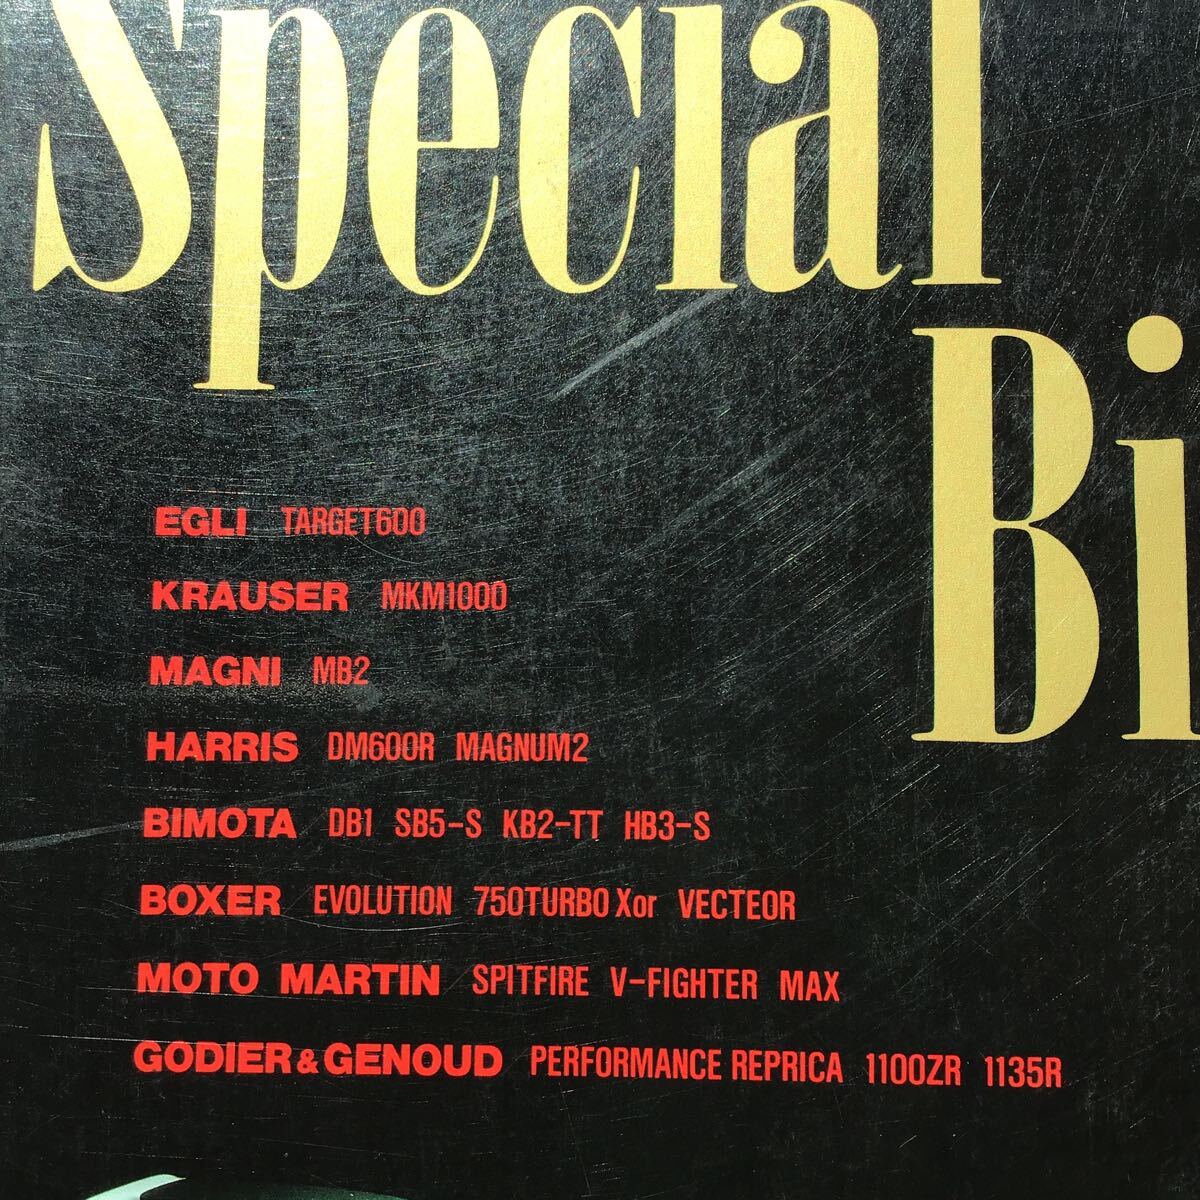 Special
Bi
EGLI TARGET600
KRAUSER MKM1000
MAGNI MB2
HARRIS DM600R MAGNUM2
BIMOTA DB1 SB5-S KB2-TT HB3-S
BOXER EVOLUTION 750TURBO Xor VECTEOR
MOTO MARTIN SPITFIRE V-FIGHTER MAX
GODIER & GENOUD PERFORMANCE REPRICA 1100ZR 1135R